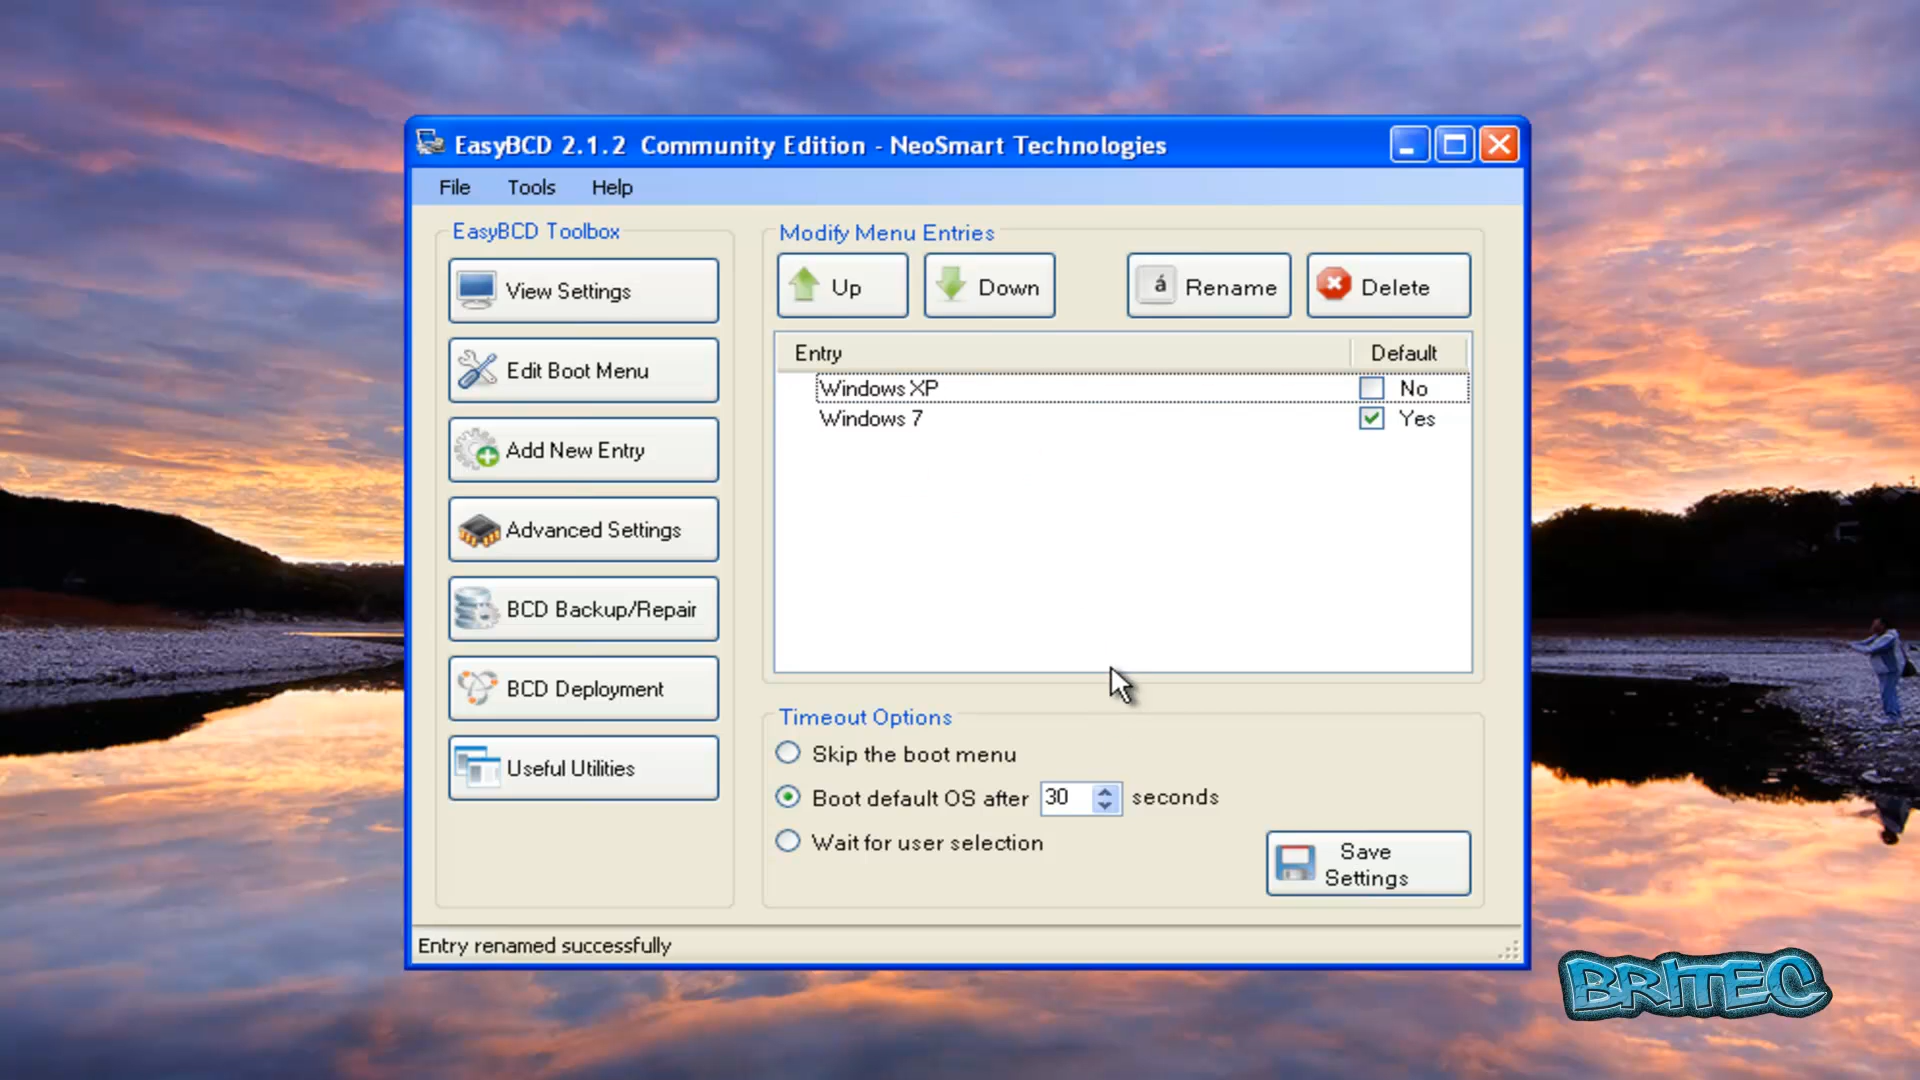 EasyBCD 2.1.2 Community Edition - NeoSmart Technologies
File Tools Help
EasyBCD Toolbox
View Settings
Edit Boot Menu
Add New Entry
Advanced Settings
BCD Backup/Repair
BCD Deployment
Useful Utilities
Modify Menu Entries
Up Down á Rename Delete
Entry Default
Windows XP No
Windows 7 Yes
Timeout Options
Skip the boot menu
Boot default OS after 30 seconds
Wait for user selection
Save
Settings
Entry renamed successfully
BRITEC